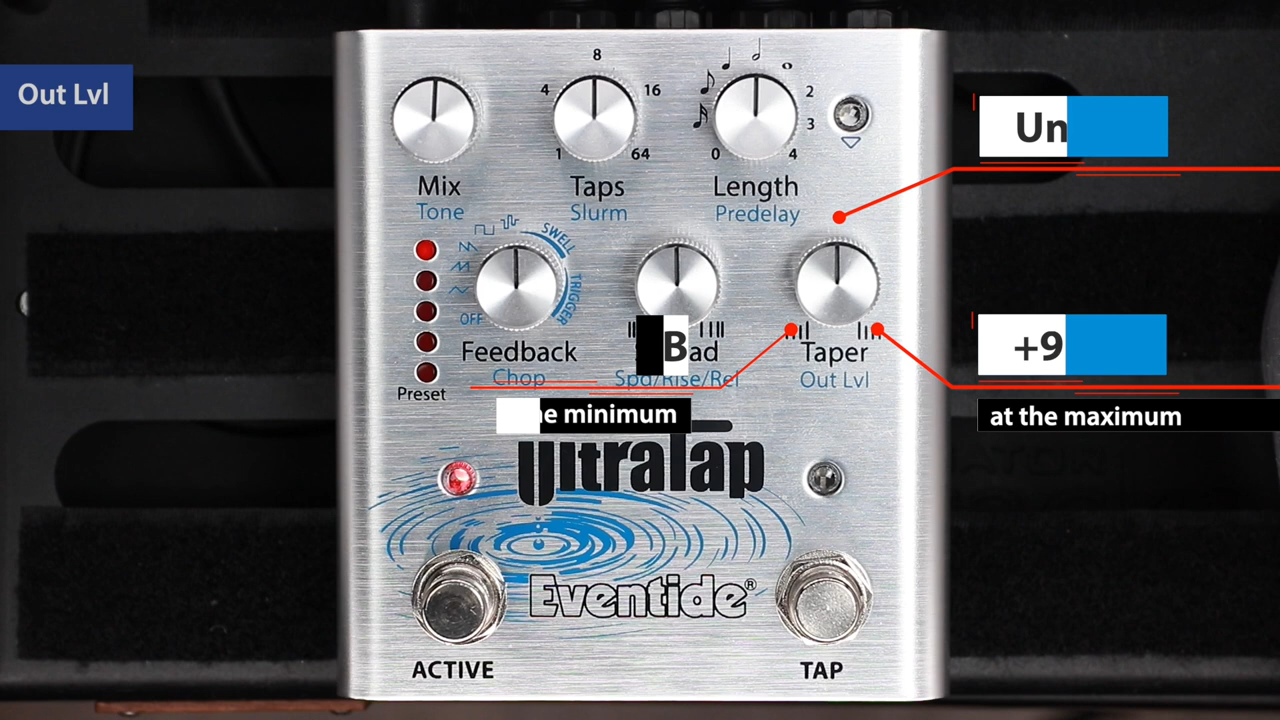 Out Lvl
8
4 16
1 64
2
3
0 4
Mix
Taps
Length
Tone
Slurm
Predelay
SWELL
TRIGGER
OFF
Feedback
Taper
Chop
Spd/Rise/Rel
Out Lvl
Preset
Un
+9
B
ad
minimum
at the maximum
UltraTap
Eventide®
ACTIVE
TAP